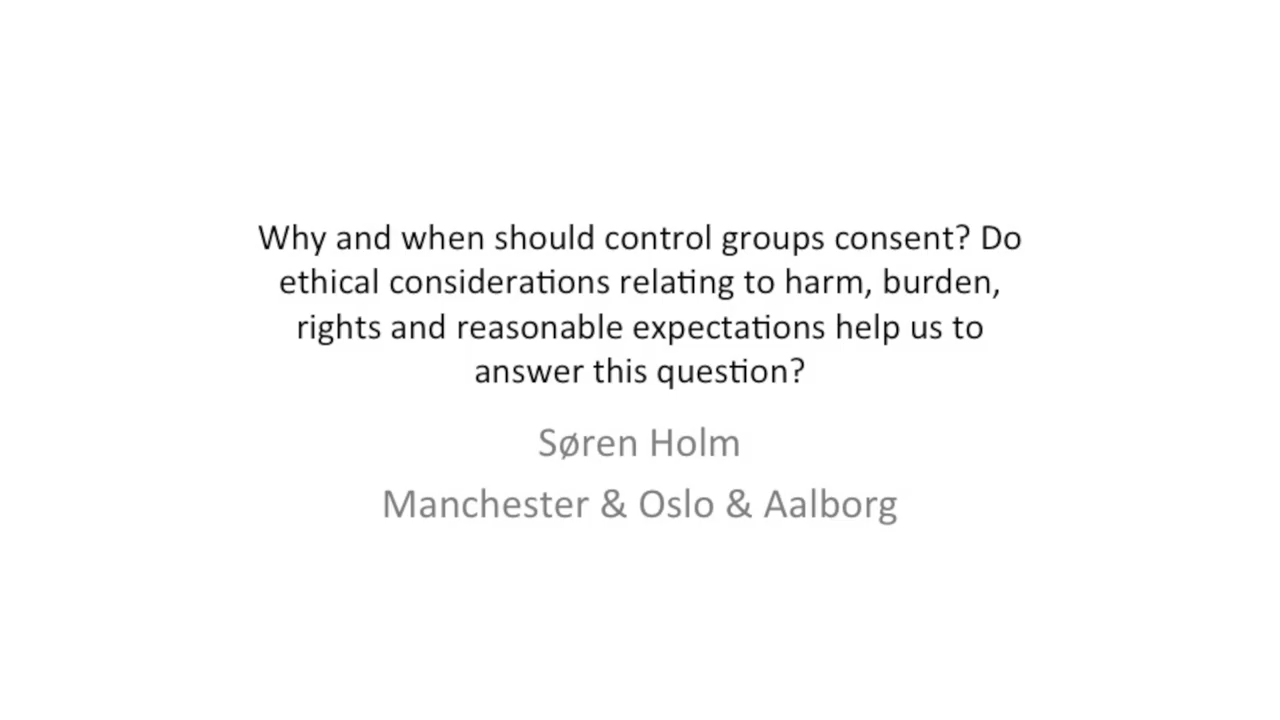 Why and when should control groups consent? Do
ethical considerations relating to harm, burden,
rights and reasonable expectations help us to
answer this question?
Søren Holm
Manchester & Oslo & Aalborg